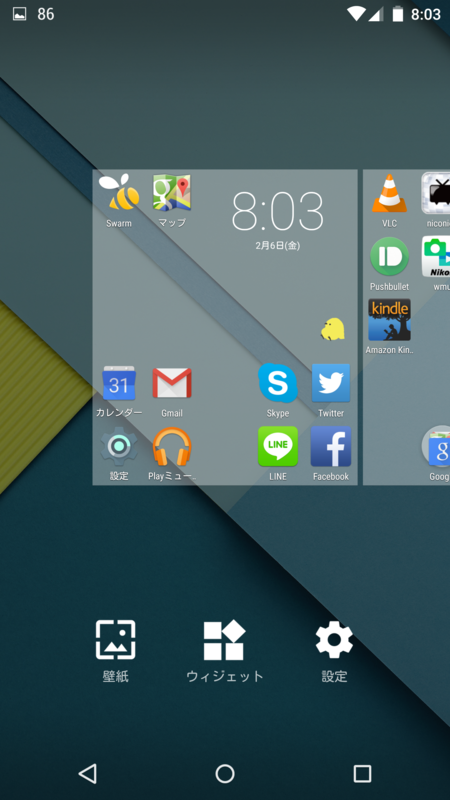 86
8:03
8:03
2月6日(金)
Swarm
マップ
VLC
niconi
Pushbullet
wmu
kindle
Amazon Kin..
31
カレンダー
Gmail
Skype
Twitter
設定
Playミュー..
LINE
LINE
Facebook
Goog
壁紙
ウィジェット
設定